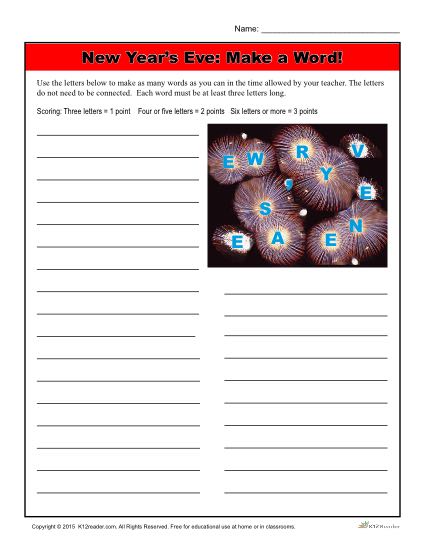 Name: ________________________________
New Year's Eve: Make a Word!
Use the letters below to make as many words as you can in the time allowed by your teacher. The letters
do not need to be connected.  Each word must be at least three letters long.
Scoring: Three letters = 1 point    Four or five letters = 2 points   Six letters or more = 3 points
E W R V
Y
E
S ’
N
E A E
Copyright © 2015  K12reader.com. All Rights Reserved. Free for educational use at home or in classrooms.
K12Reader